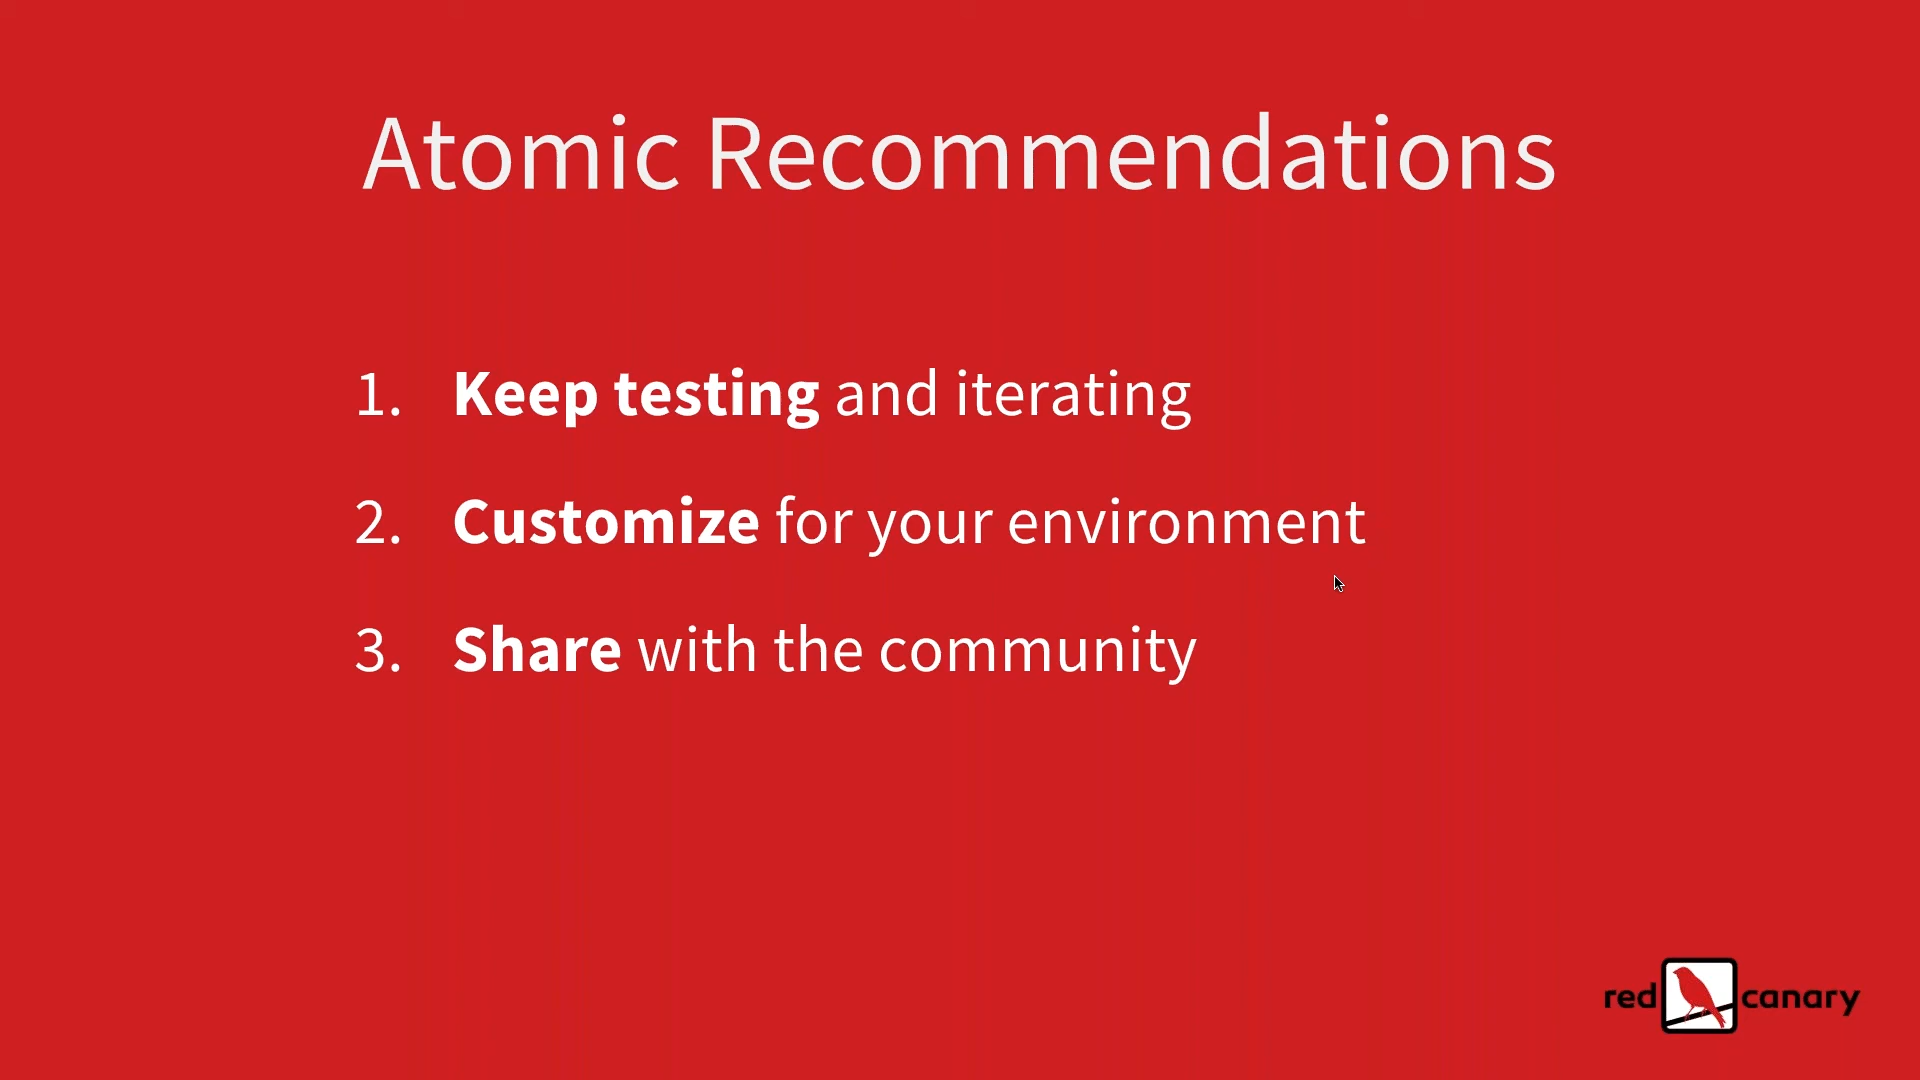 Atomic Recommendations
1. Keep testing and iterating
2. Customize for your environment
3. Share with the community
red canary